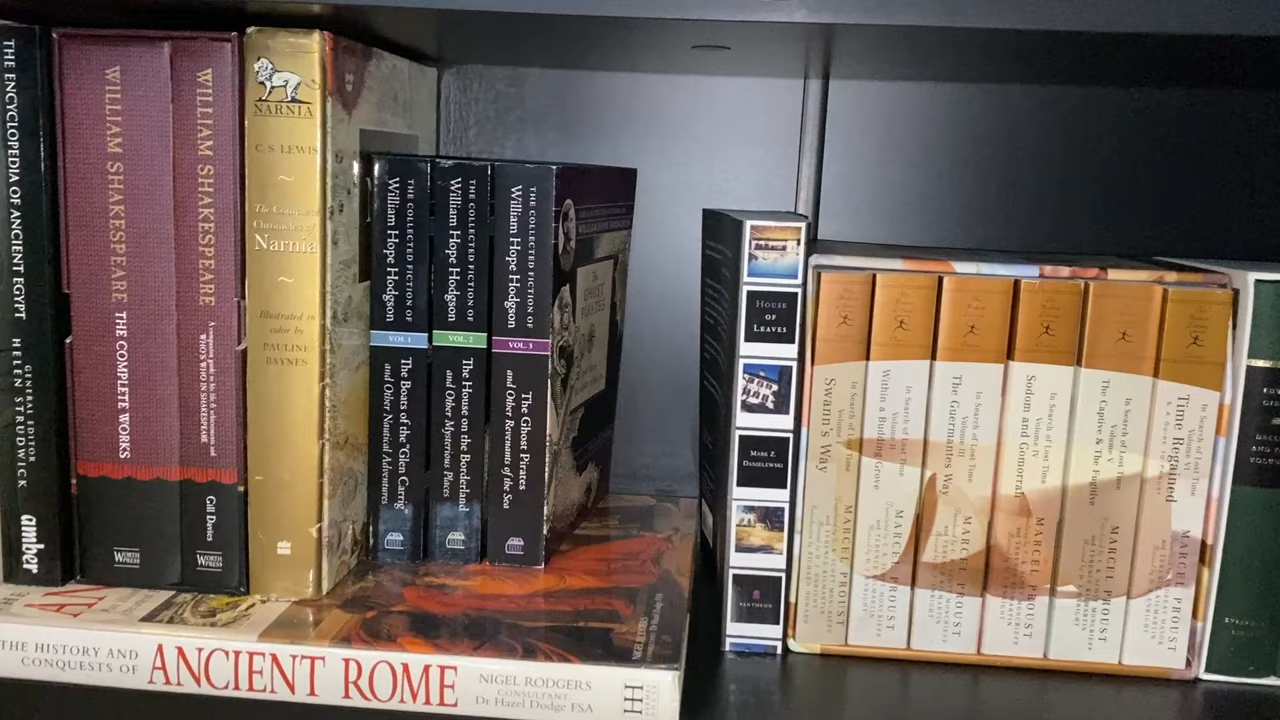 THE ENCYCLOPEDIA OF ANCIENT EGYPT
GENERAL EDITOR
HELEN STRUDWICK
amber
WILLIAM SHAKESPEARE THE COMPLETE WORKS
WORTH
PRESS
WILLIAM SHAKESPEARE
A companion guide to his life & achievements and
WHO'S WHO IN SHAKESPEARE
Gill Davies
WORTH
PRESS
NARNIA
C. S. LEWIS
The Complete
Chronicles of
Narnia
Illustrated in
color by
PAULINE
BAYNES
THE COLLECTED FICTION OF
William Hope Hodgson
VOL 1
The Boats of the "Glen Carrig"
and Other Nautical Adventures
THE COLLECTED FICTION OF
William Hope Hodgson
VOL. 2
The House on the Borderland
and Other Mysterious Places
THE COLLECTED FICTION OF
William Hope Hodgson
VOL. 3
The Ghost Pirates
and Other Revenants of the Sea
The
GHOST
PIRATES
THE HISTORY AND
CONQUESTS OF
ANCIENT ROME
NIGEL RODGERS
CONSULTANT
Dr Hazel Dodge FSA
HOUSE
OF
LEAVES
MARK Z.
DANIELEWSKI
PANTHEON
In Search of Lost Time
Volume I
Swann's Way
MARCEL PROUST
In Search of Lost Time
Volume II
Within a Budding Grove
MARCEL PROUST
In Search of Lost Time
Volume III
The Guermantes Way
MARCEL PROUST
In Search of Lost Time
Volume IV
Sodom and Gomorrah
MARCEL PROUST
In Search of Lost Time
Volume V
The Captive & The Fugitive
MARCEL PROUST
In Search of Lost Time
Volume VI
Time Regained
& A GUIDE TO PROUST
MARCEL PROUST